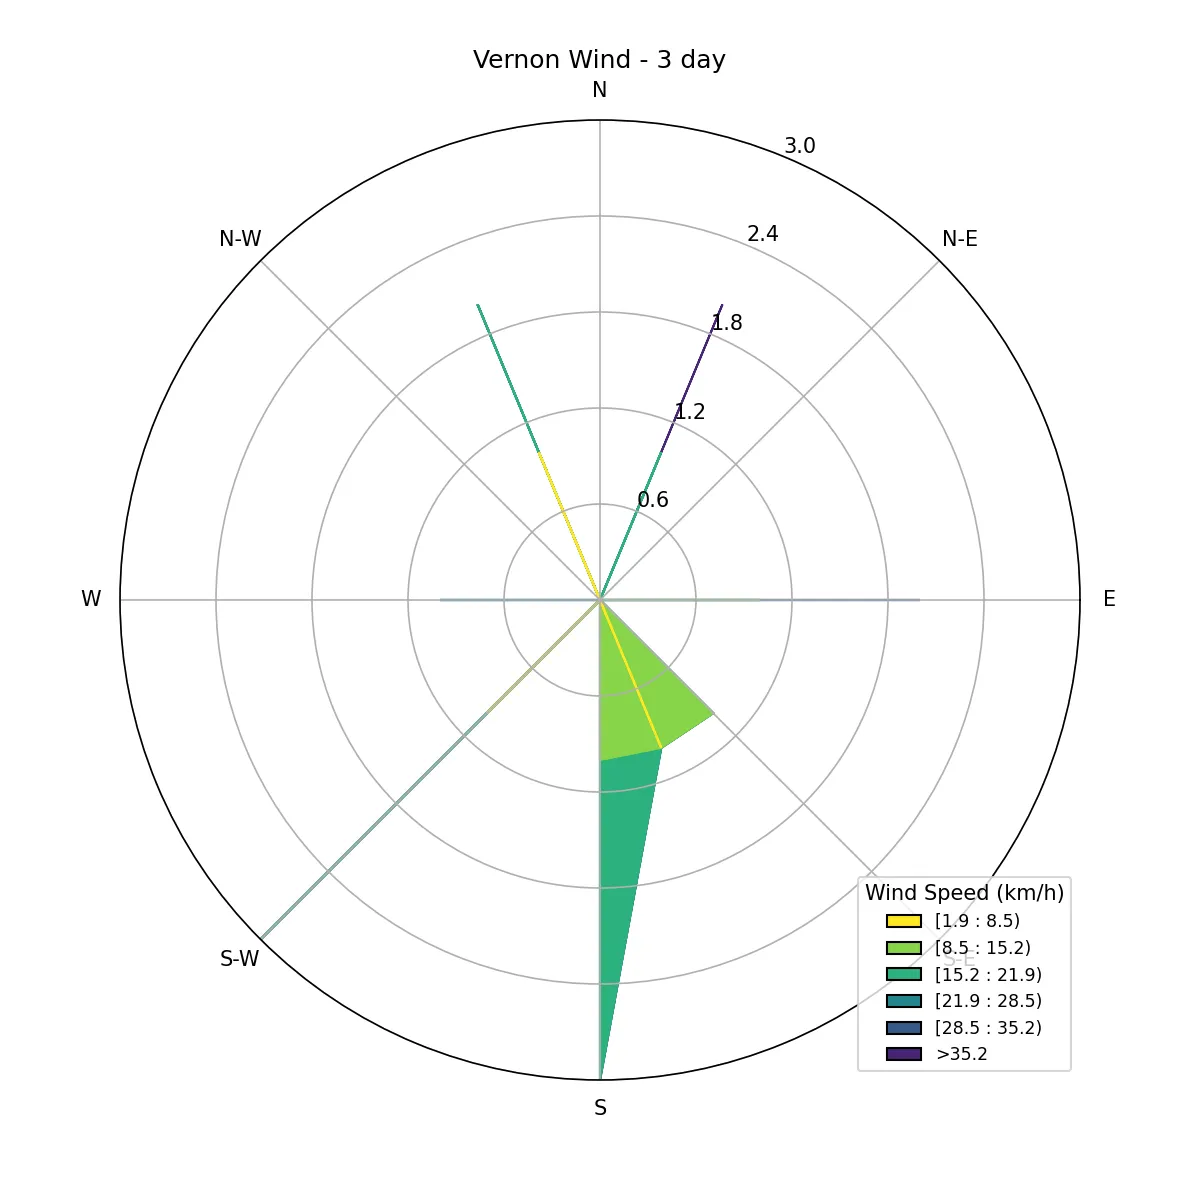 Vernon Wind - 3 day
N
3.0
N-W
2.4
N-E
1.8
1.2
0.6
W
E
S-W
S-E
S
Wind Speed (km/h)
[1.9 : 8.5)
[8.5 : 15.2)
[15.2 : 21.9)
[21.9 : 28.5)
[28.5 : 35.2)
>35.2